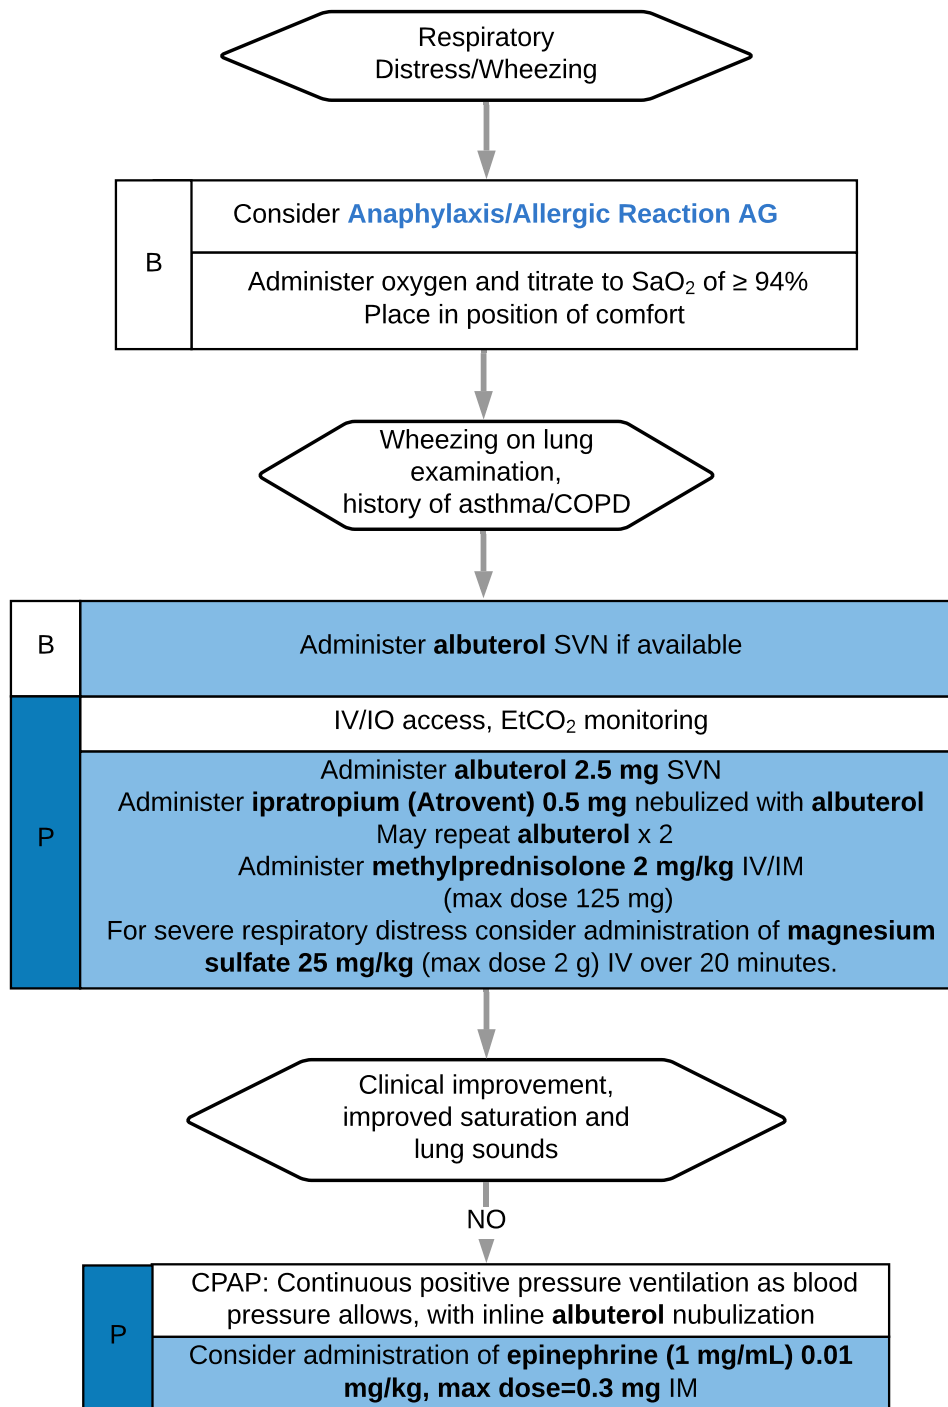 Respiratory
Distress/Wheezing
B
Consider Anaphylaxis/Allergic Reaction AG
Administer oxygen and titrate to SaO₂ of ≥ 94%
Place in position of comfort
Wheezing on lung
examination,
history of asthma/COPD
B
Administer albuterol SVN if available
P
IV/IO access, EtCO₂ monitoring
Administer albuterol 2.5 mg SVN
Administer ipratropium (Atrovent) 0.5 mg nebulized with albuterol
May repeat albuterol x 2
Administer methylprednisolone 2 mg/kg IV/IM
(max dose 125 mg)
For severe respiratory distress consider administration of magnesium
sulfate 25 mg/kg (max dose 2 g) IV over 20 minutes.
Clinical improvement,
improved saturation and
lung sounds
NO
P
CPAP: Continuous positive pressure ventilation as blood
pressure allows, with inline albuterol nubulization
Consider administration of epinephrine (1 mg/mL) 0.01
mg/kg, max dose=0.3 mg IM